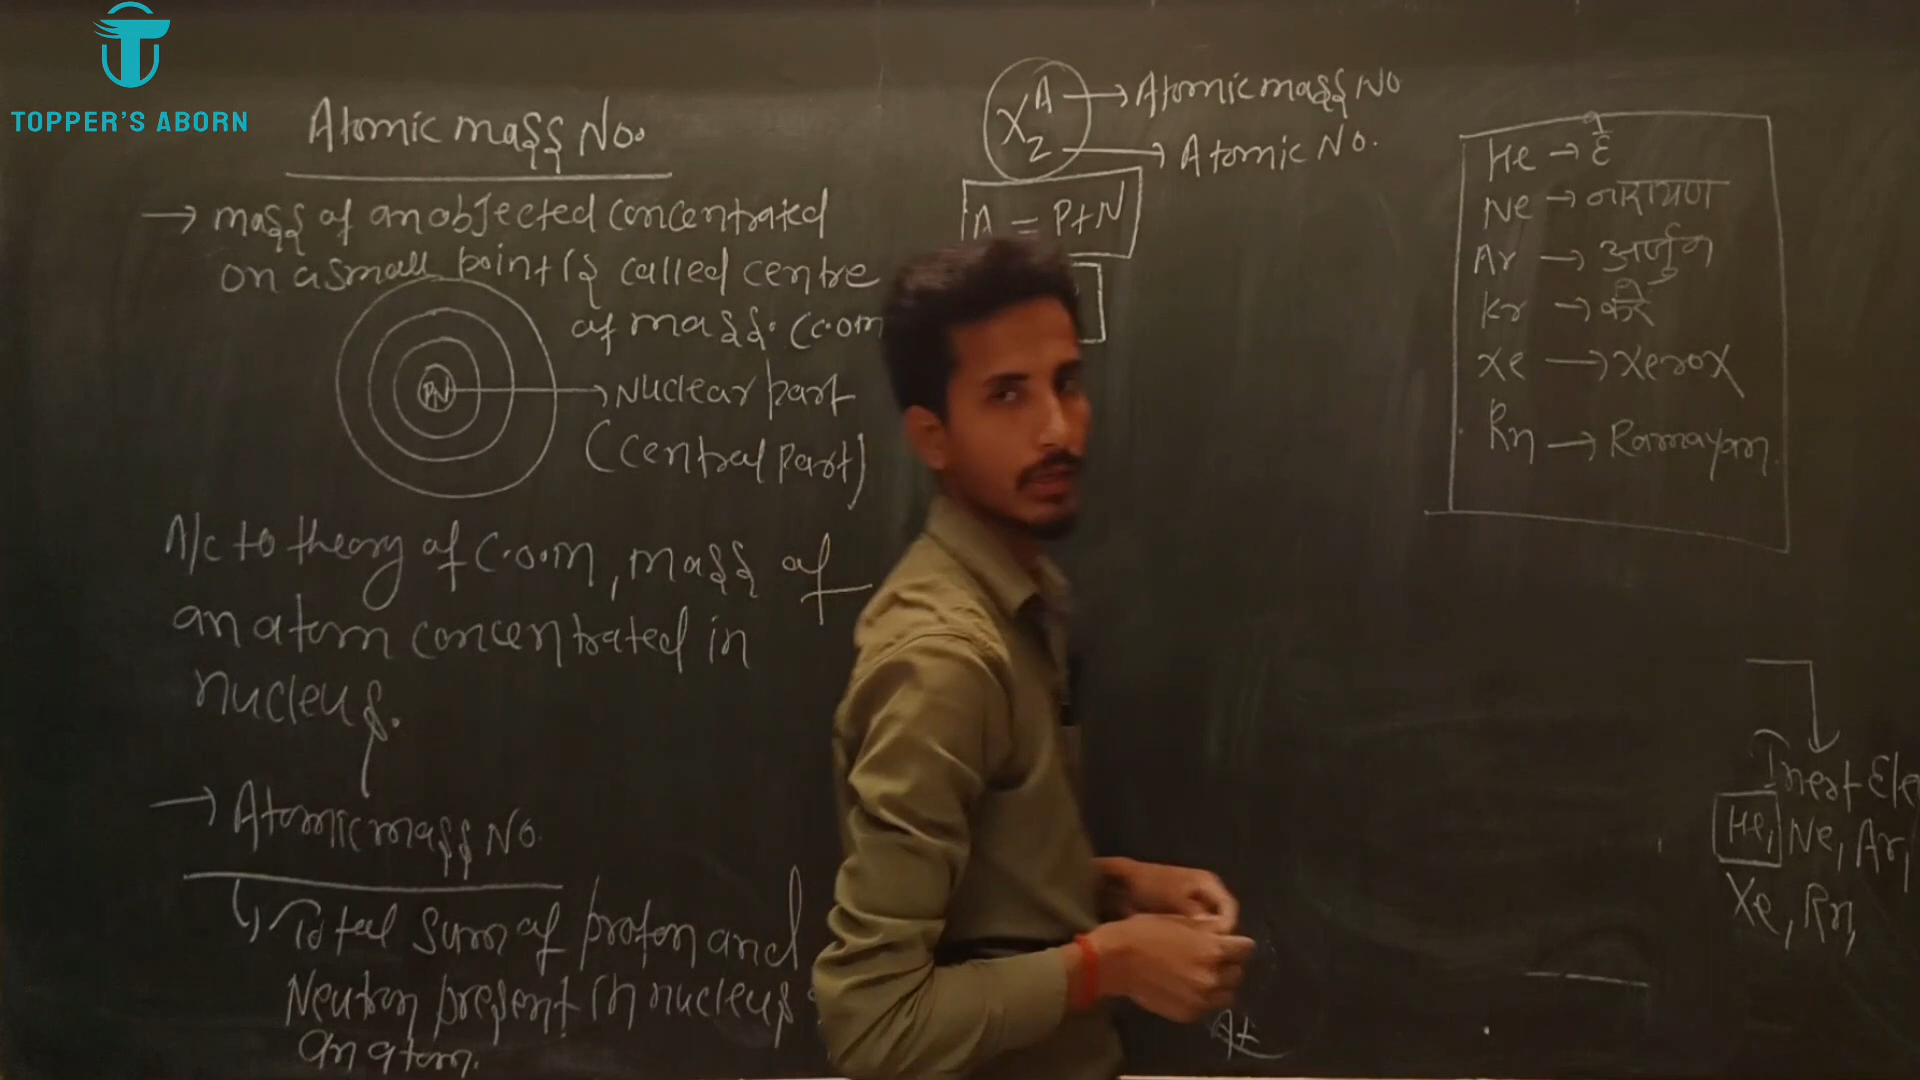 TOPPER'S ABORN
Atomic mass No.
→ mass of an objected concentrated
on a small point is called centre
of mass. (C.O.M
PN
→ Nuclear part
(Central part)
A/c to theory of C.O.M, mass of
an atom concentrated in
nucleus.
→ Atomic mass No.
Total Sum of proton and
Neutron present in nucleus
an atom.
X A → Atomic mass No
Z → Atomic No.
A = P+N
He → हे
Ne → नारायण
Ar → अर्जुन
Kr →
Xe → Xerox
Rn → Ramayan.
Inert Ele
He, Ne, Ar,
Xe, Rn,